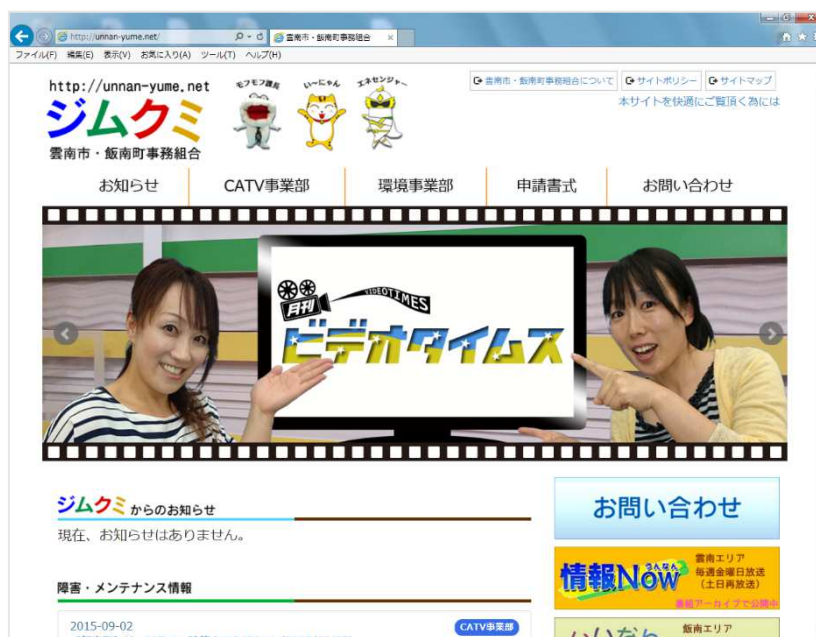 http://unnan-yume.net/
雲南市・飯南町事務組合
ファイル(F) 編集(E) 表示(V) お気に入り(A) ツール(T) ヘルプ(H)
http://unnan-yume.net
モフモフ課長 いーにゃん エネセンジャー
雲南市・飯南町事務組合について サイトポリシー サイトマップ
本サイトを快適にご覧頂く為には
ジムクミ
雲南市・飯南町事務組合
お知らせ CATV事業部 環境事業部 申請書式 お問い合わせ
月刊 VIDEOTIMES
ビデオタイムス
ジムクミからのお知らせ
現在、お知らせはありません。
お問い合わせ
障害・メンテナンス情報
情報Now うんなん
雲南エリア
毎週金曜日放送
(土日再放送)
番組アーカイブで公開中
2015-09-02 CATV事業部
飯南エリア